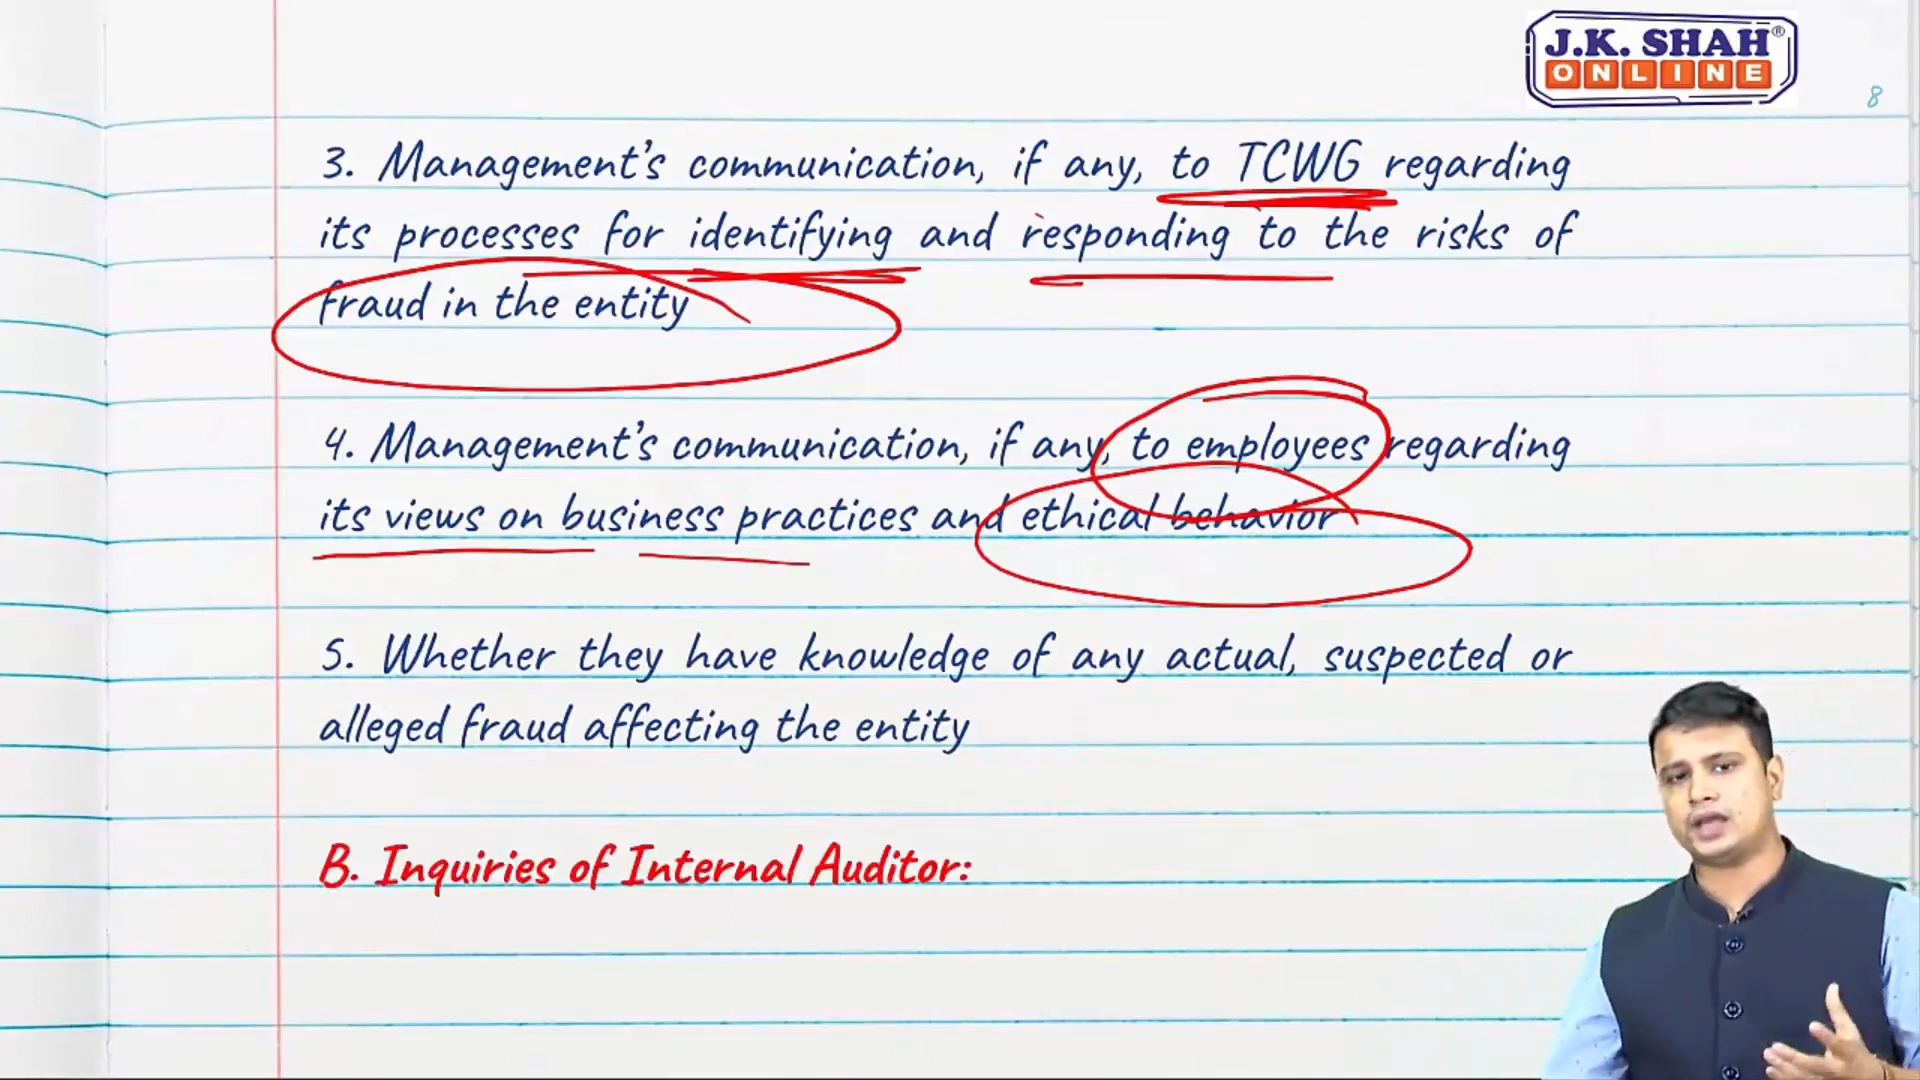 J.K. SHAH®
ONLINE
8
3. Management's communication, if any, to TCWG regarding
its processes for identifying and responding to the risks of
fraud in the entity
4. Management's communication, if any, to employees regarding
its views on business practices and ethical behavior
5. Whether they have knowledge of any actual, suspected or
alleged fraud affecting the entity
B. Inquiries of Internal Auditor: